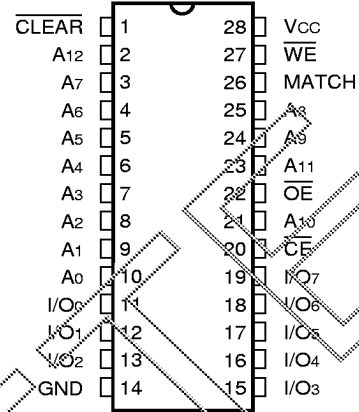 CLEAR 1 28 VCC
A12 2 27 WE
A7 3 26 MATCH
A6 4 25 A8
A5 5 24 A9
A4 6 23 A11
A3 7 22 OE
A2 8 21 A10
A1 9 20 CE
A0 10 19 I/O7
I/O0 11 18 I/O6
I/O1 12 17 I/O5
I/O2 13 16 I/O4
GND 14 15 I/O3